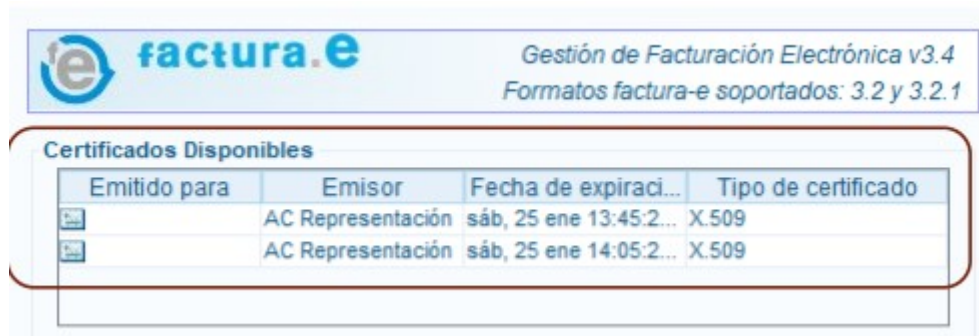 factura.e
Gestión de Facturación Electrónica v3.4
Formatos factura-e soportados: 3.2 y 3.2.1
Certificados Disponibles
Emitido para Emisor Fecha de expiraci... Tipo de certificado
AC Representación sáb, 25 ene 13:45:2... X.509
AC Representación sáb, 25 ene 14:05:2... X.509